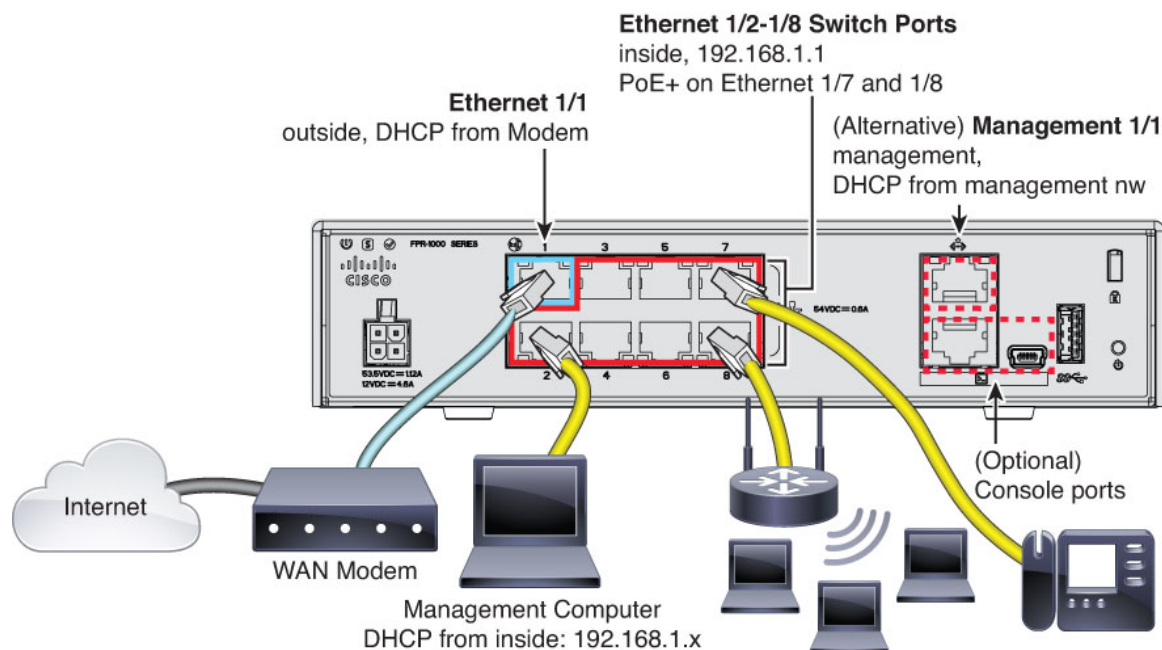 Ethernet 1/2-1/8 Switch Ports
inside, 192.168.1.1
PoE+ on Ethernet 1/7 and 1/8
Ethernet 1/1
outside, DHCP from Modem
(Alternative) Management 1/1
management,
DHCP from management nw
FPR-1000 SERIES
1 3 5 7
CISCO
54VDC⎓0.6A
53.5VDC⎓1.12A
12VDC⎓4.6A
2 4 6 8
(Optional)
Console ports
Internet
WAN Modem
Management Computer
DHCP from inside: 192.168.1.x